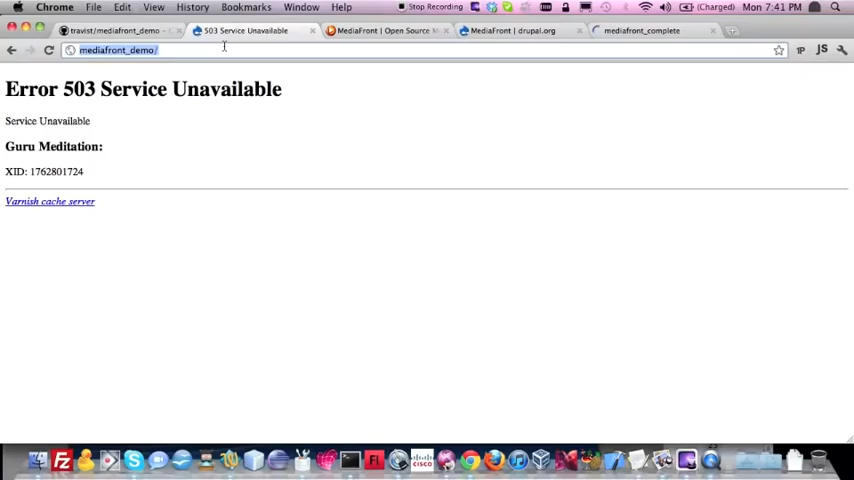 Chrome File Edit View History Bookmarks Window Help Stop Recording (Charged) Mon 7:41 PM
travist/mediafront_demo - 503 Service Unavailable MediaFront | Open Source MediaFront | drupal.org mediafront_complete
mediafront_demo/ JS
Error 503 Service Unavailable
Service Unavailable
Guru Meditation:
XID: 1762801724
Varnish cache server
CISCO